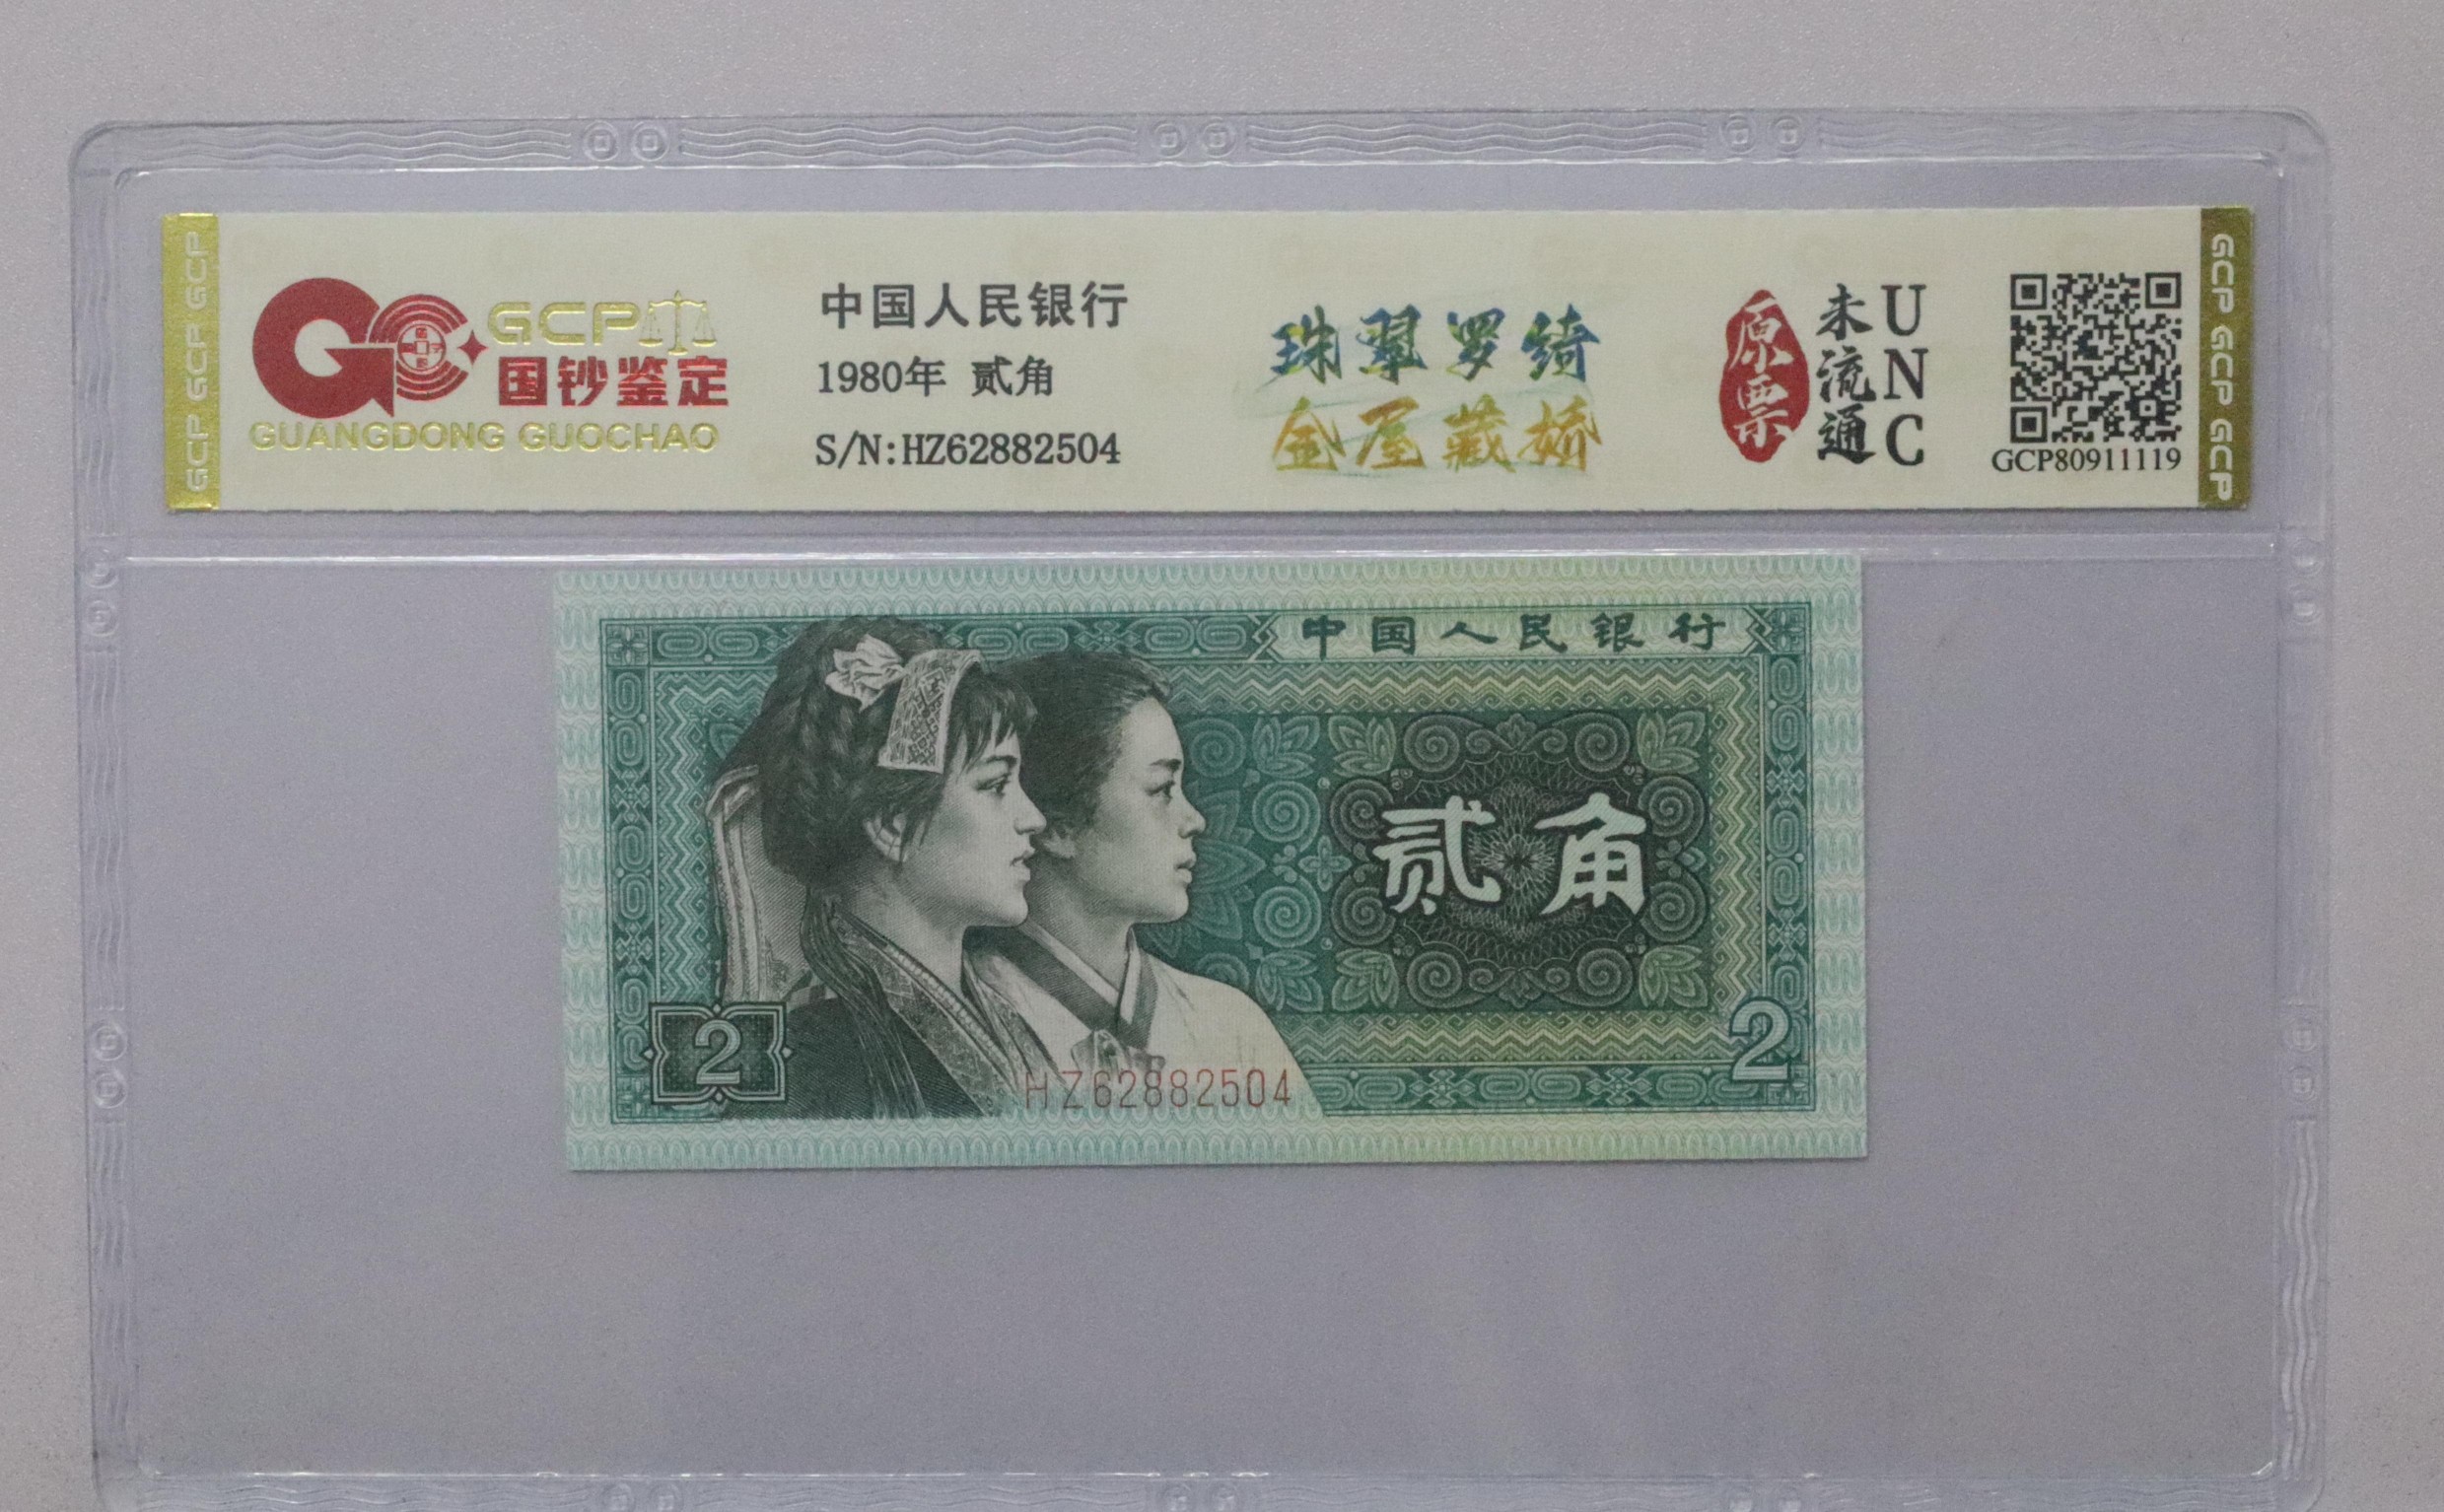 GCP GCP GCP
GCP
国钞鉴定
GUANGDONG GUOCHAO
中国人民银行
1980年 贰角
S/N:HZ62882504
珠翠罗绮
金屋藏娇
原票
未流通
UNC
GCP80911119
GCP GCP GCP
中国人民银行
贰角
2
2
HZ62882504